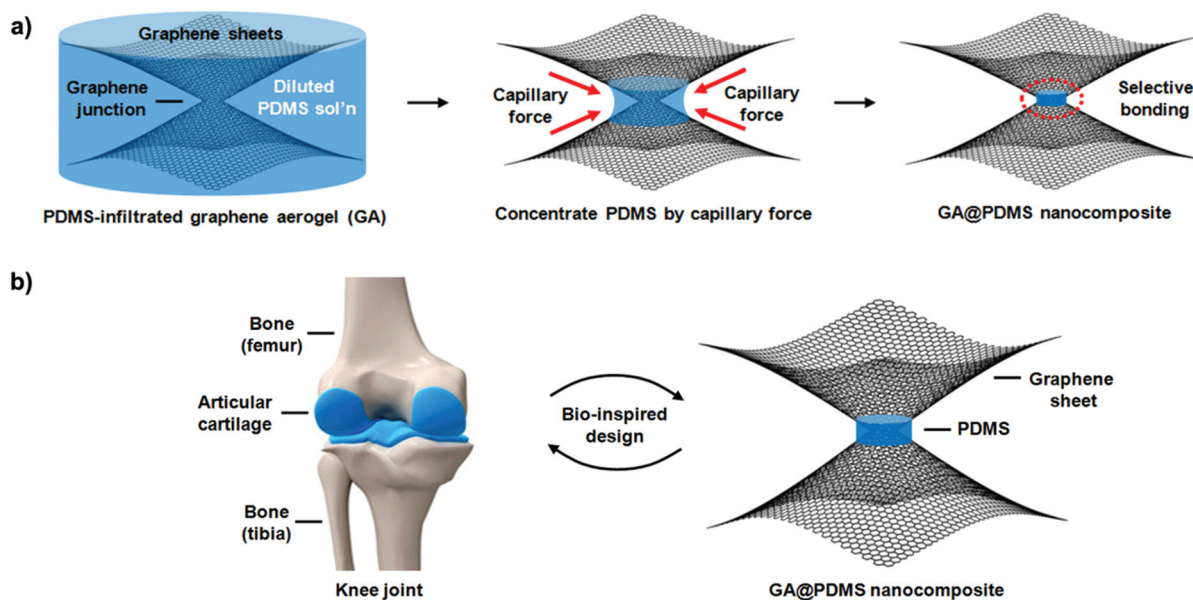 a)
Graphene sheets
Graphene
junction
Diluted
PDMS sol'n
PDMS-infiltrated graphene aerogel (GA)
Capillary
force
Capillary
force
Concentrate PDMS by capillary force
Selective
bonding
GA@PDMS nanocomposite
b)
Bone
(femur)
Articular
cartilage
Bone
(tibia)
Knee joint
Bio-inspired
design
Graphene
sheet
PDMS
GA@PDMS nanocomposite